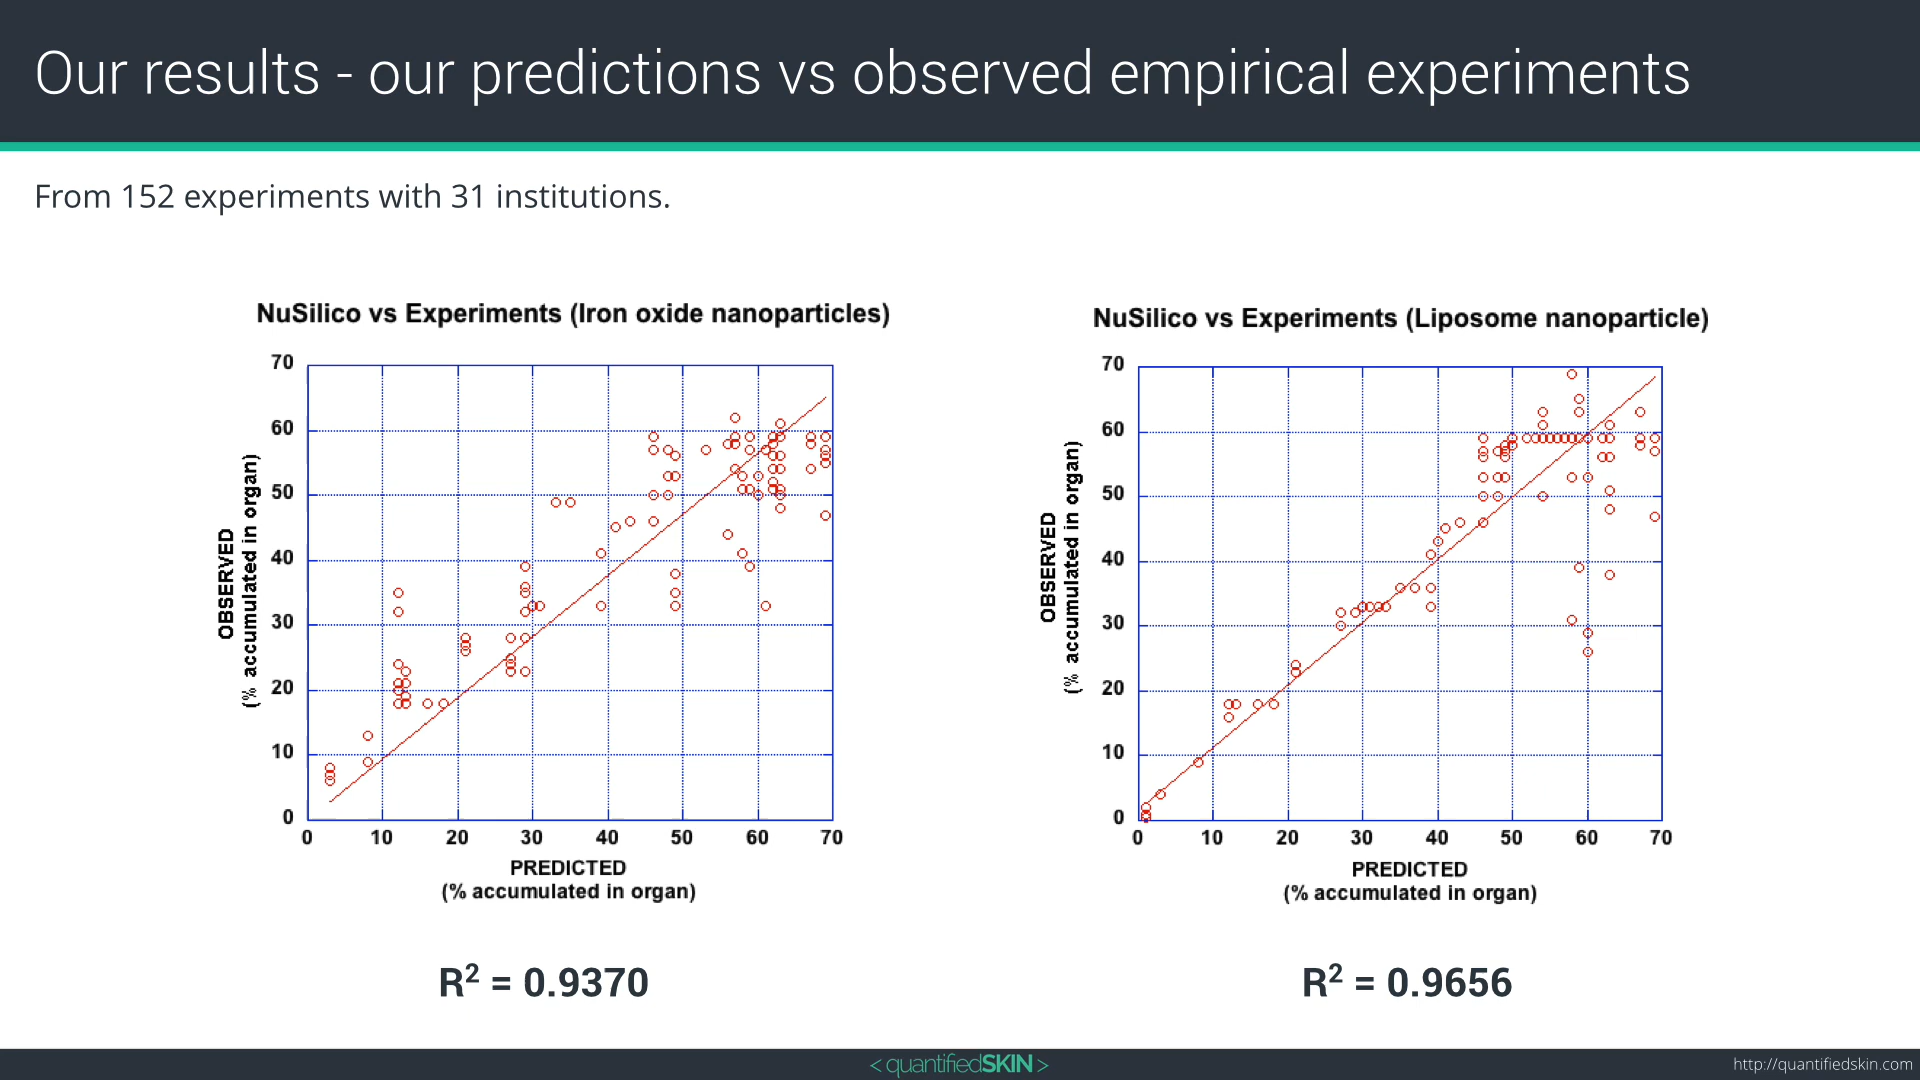 Our results - our predictions vs observed empirical experiments
From 152 experiments with 31 institutions.
NuSilico vs Experiments (Iron oxide nanoparticles)
70
60
50
40
30
20
10
0
OBSERVED
(% accumulated in organ)
0 10 20 30 40 50 60 70
PREDICTED
(% accumulated in organ)
R² = 0.9370
NuSilico vs Experiments (Liposome nanoparticle)
70
60
50
40
30
20
10
0
OBSERVED
(% accumulated in organ)
0 10 20 30 40 50 60 70
PREDICTED
(% accumulated in organ)
R² = 0.9656
<quantifiedSKIN>
http://quantifiedskin.com